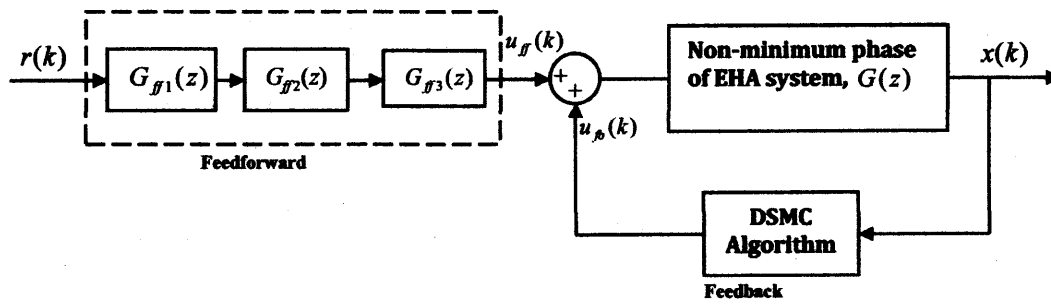 r(k)
G_ff1(z)
G_ff2(z)
G_ff3(z)
u_ff(k)
+
+
Non-minimum phase
of EHA system, G(z)
x(k)
u_fb(k)
Feedforward
DSMC
Algorithm
Feedback